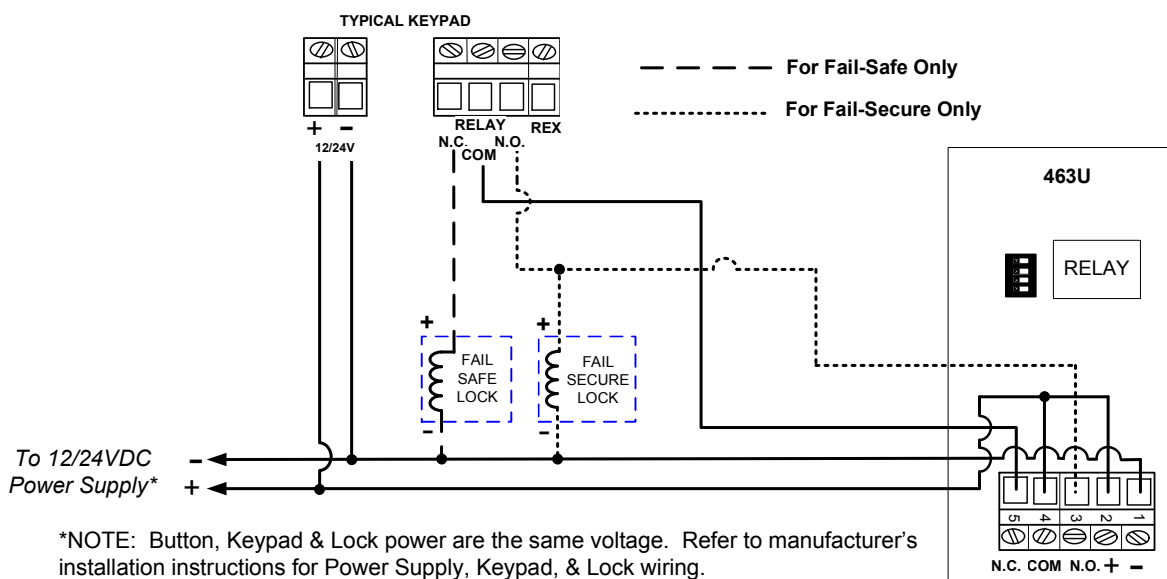 TYPICAL KEYPAD
For Fail-Safe Only
For Fail-Secure Only
RELAY
REX
+ -
12/24V
N.C. N.O.
COM
463U
RELAY
+
+
FAIL
SAFE
LOCK
FAIL
SECURE
LOCK
-
-
To 12/24VDC -
Power Supply* +
5 4 3 2 1
N.C. COM N.O. + -
*NOTE: Button, Keypad & Lock power are the same voltage. Refer to manufacturer's
installation instructions for Power Supply, Keypad, & Lock wiring.